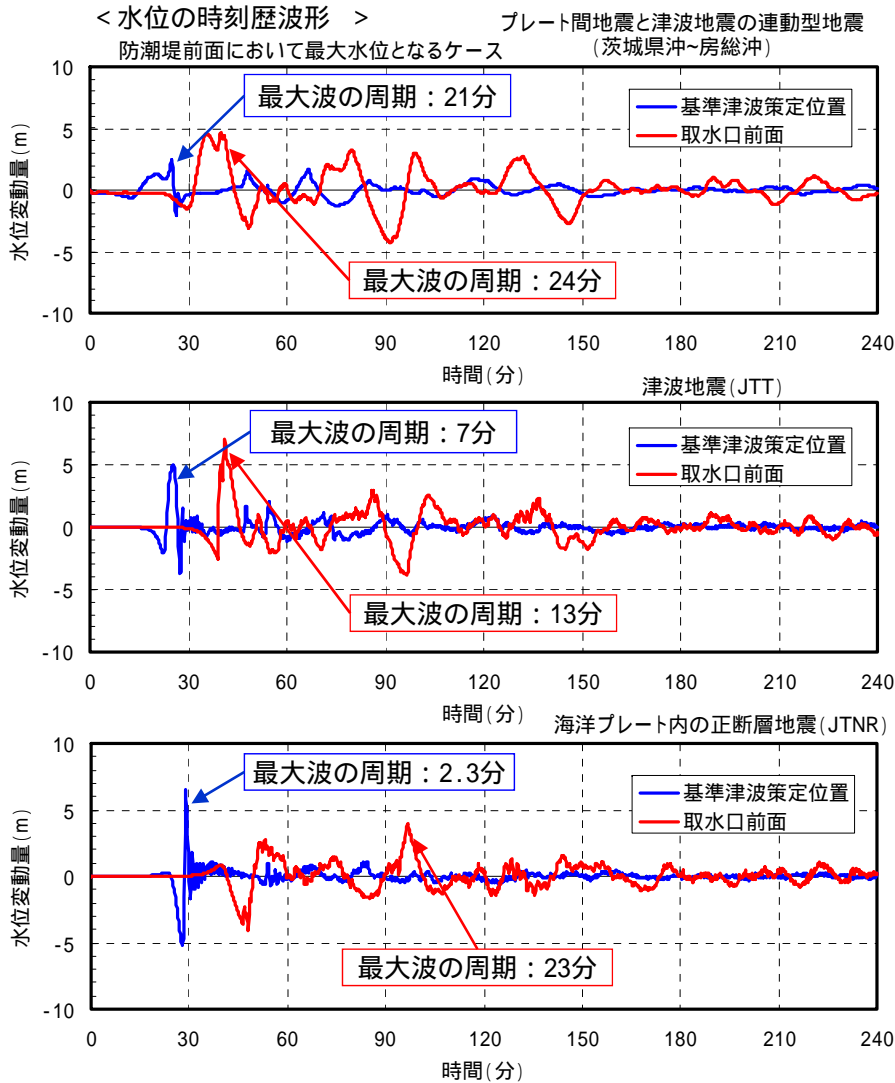 <水位の時刻歴波形 >
プレート間地震と津波地震の連動型地震
(茨城県沖~房総沖)
防潮堤前面において最大水位となるケース
最大波の周期：21分
基準津波策定位置
取水口前面
最大波の周期：24分
水位変動量(m)
10
5
0
-5
-10
0 30 60 90 120 150 180 210 240
時間(分)
津波地震(JTT)
最大波の周期：7分
基準津波策定位置
取水口前面
最大波の周期：13分
水位変動量(m)
10
5
0
-5
-10
0 30 60 90 120 150 180 210 240
時間(分)
海洋プレート内の正断層地震(JTNR)
最大波の周期：2.3分
基準津波策定位置
取水口前面
最大波の周期：23分
水位変動量(m)
10
5
0
-5
-10
0 30 60 90 120 150 180 210 240
時間(分)